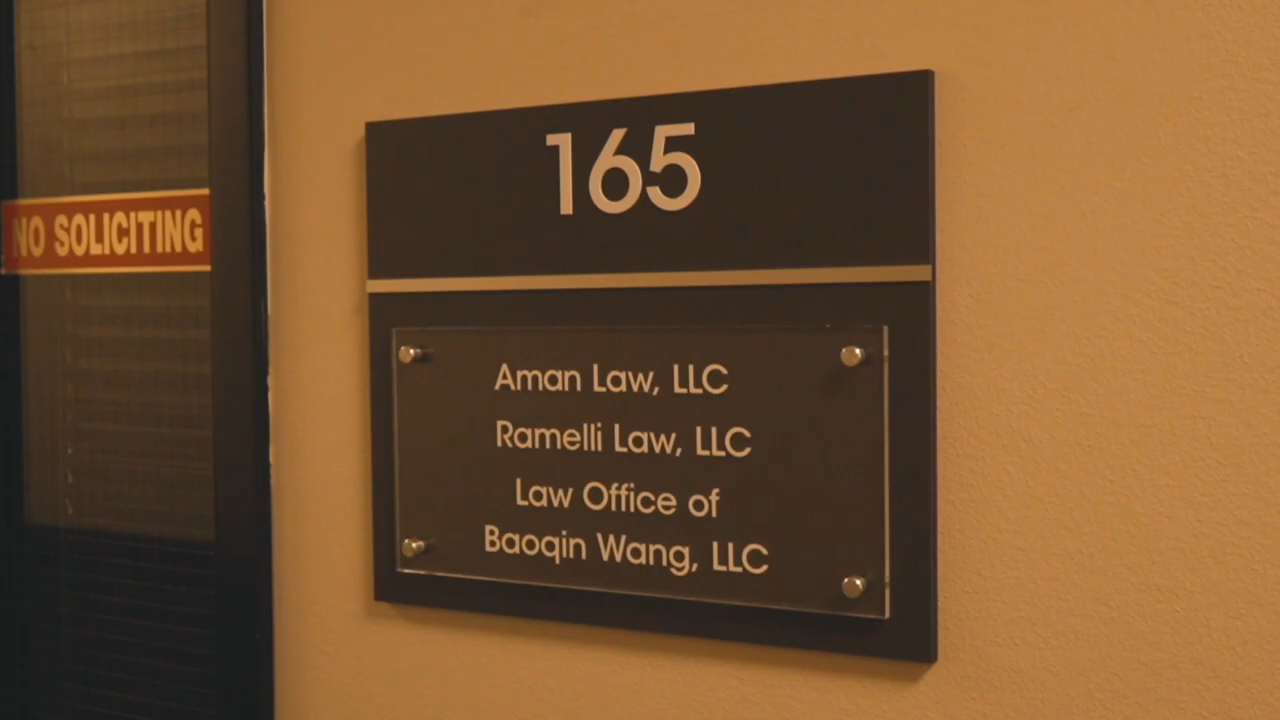 NO SOLICITING
165
Aman Law, LLC
Ramelli Law, LLC
Law Office of
Baoqin Wang, LLC